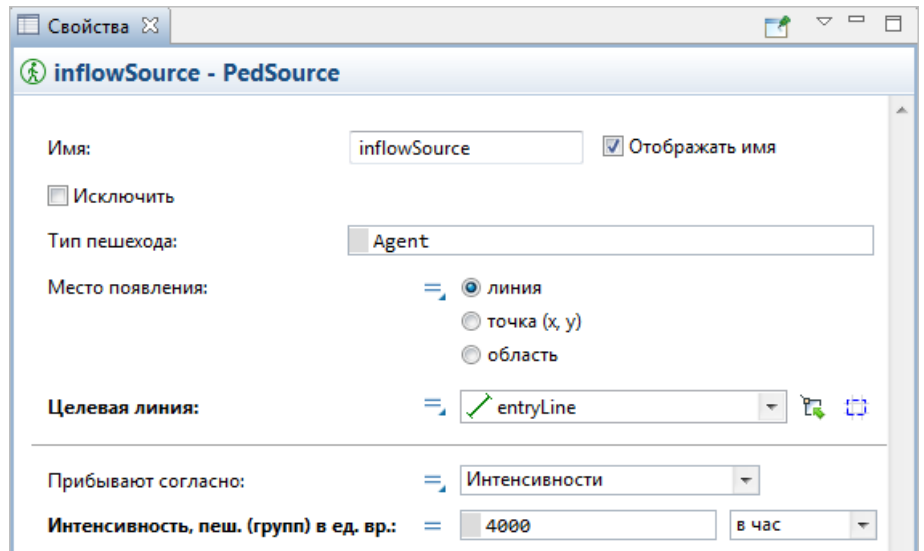 Свойства
inflowSource - PedSource
Имя: inflowSource Отображать имя
Исключить
Тип пешехода: Agent
Место появления: линия
точка (x, y)
область
Целевая линия: entryLine
Прибывают согласно: Интенсивности
Интенсивность, пеш. (групп) в ед. вр.: 4000 в час